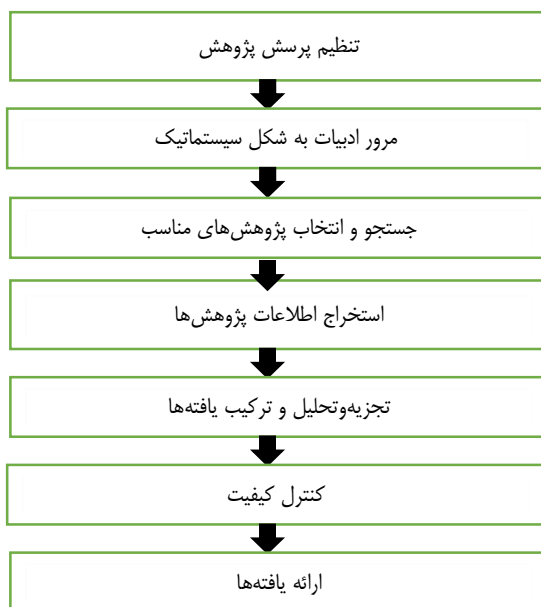 تنظیم پرسش پژوهش
مرور ادبیات به شکل سیستماتیک
جستجو و انتخاب پژوهش‌های مناسب
استخراج اطلاعات پژوهش‌ها
تجزیه‌وتحلیل و ترکیب یافته‌ها
کنترل کیفیت
ارائه یافته‌ها